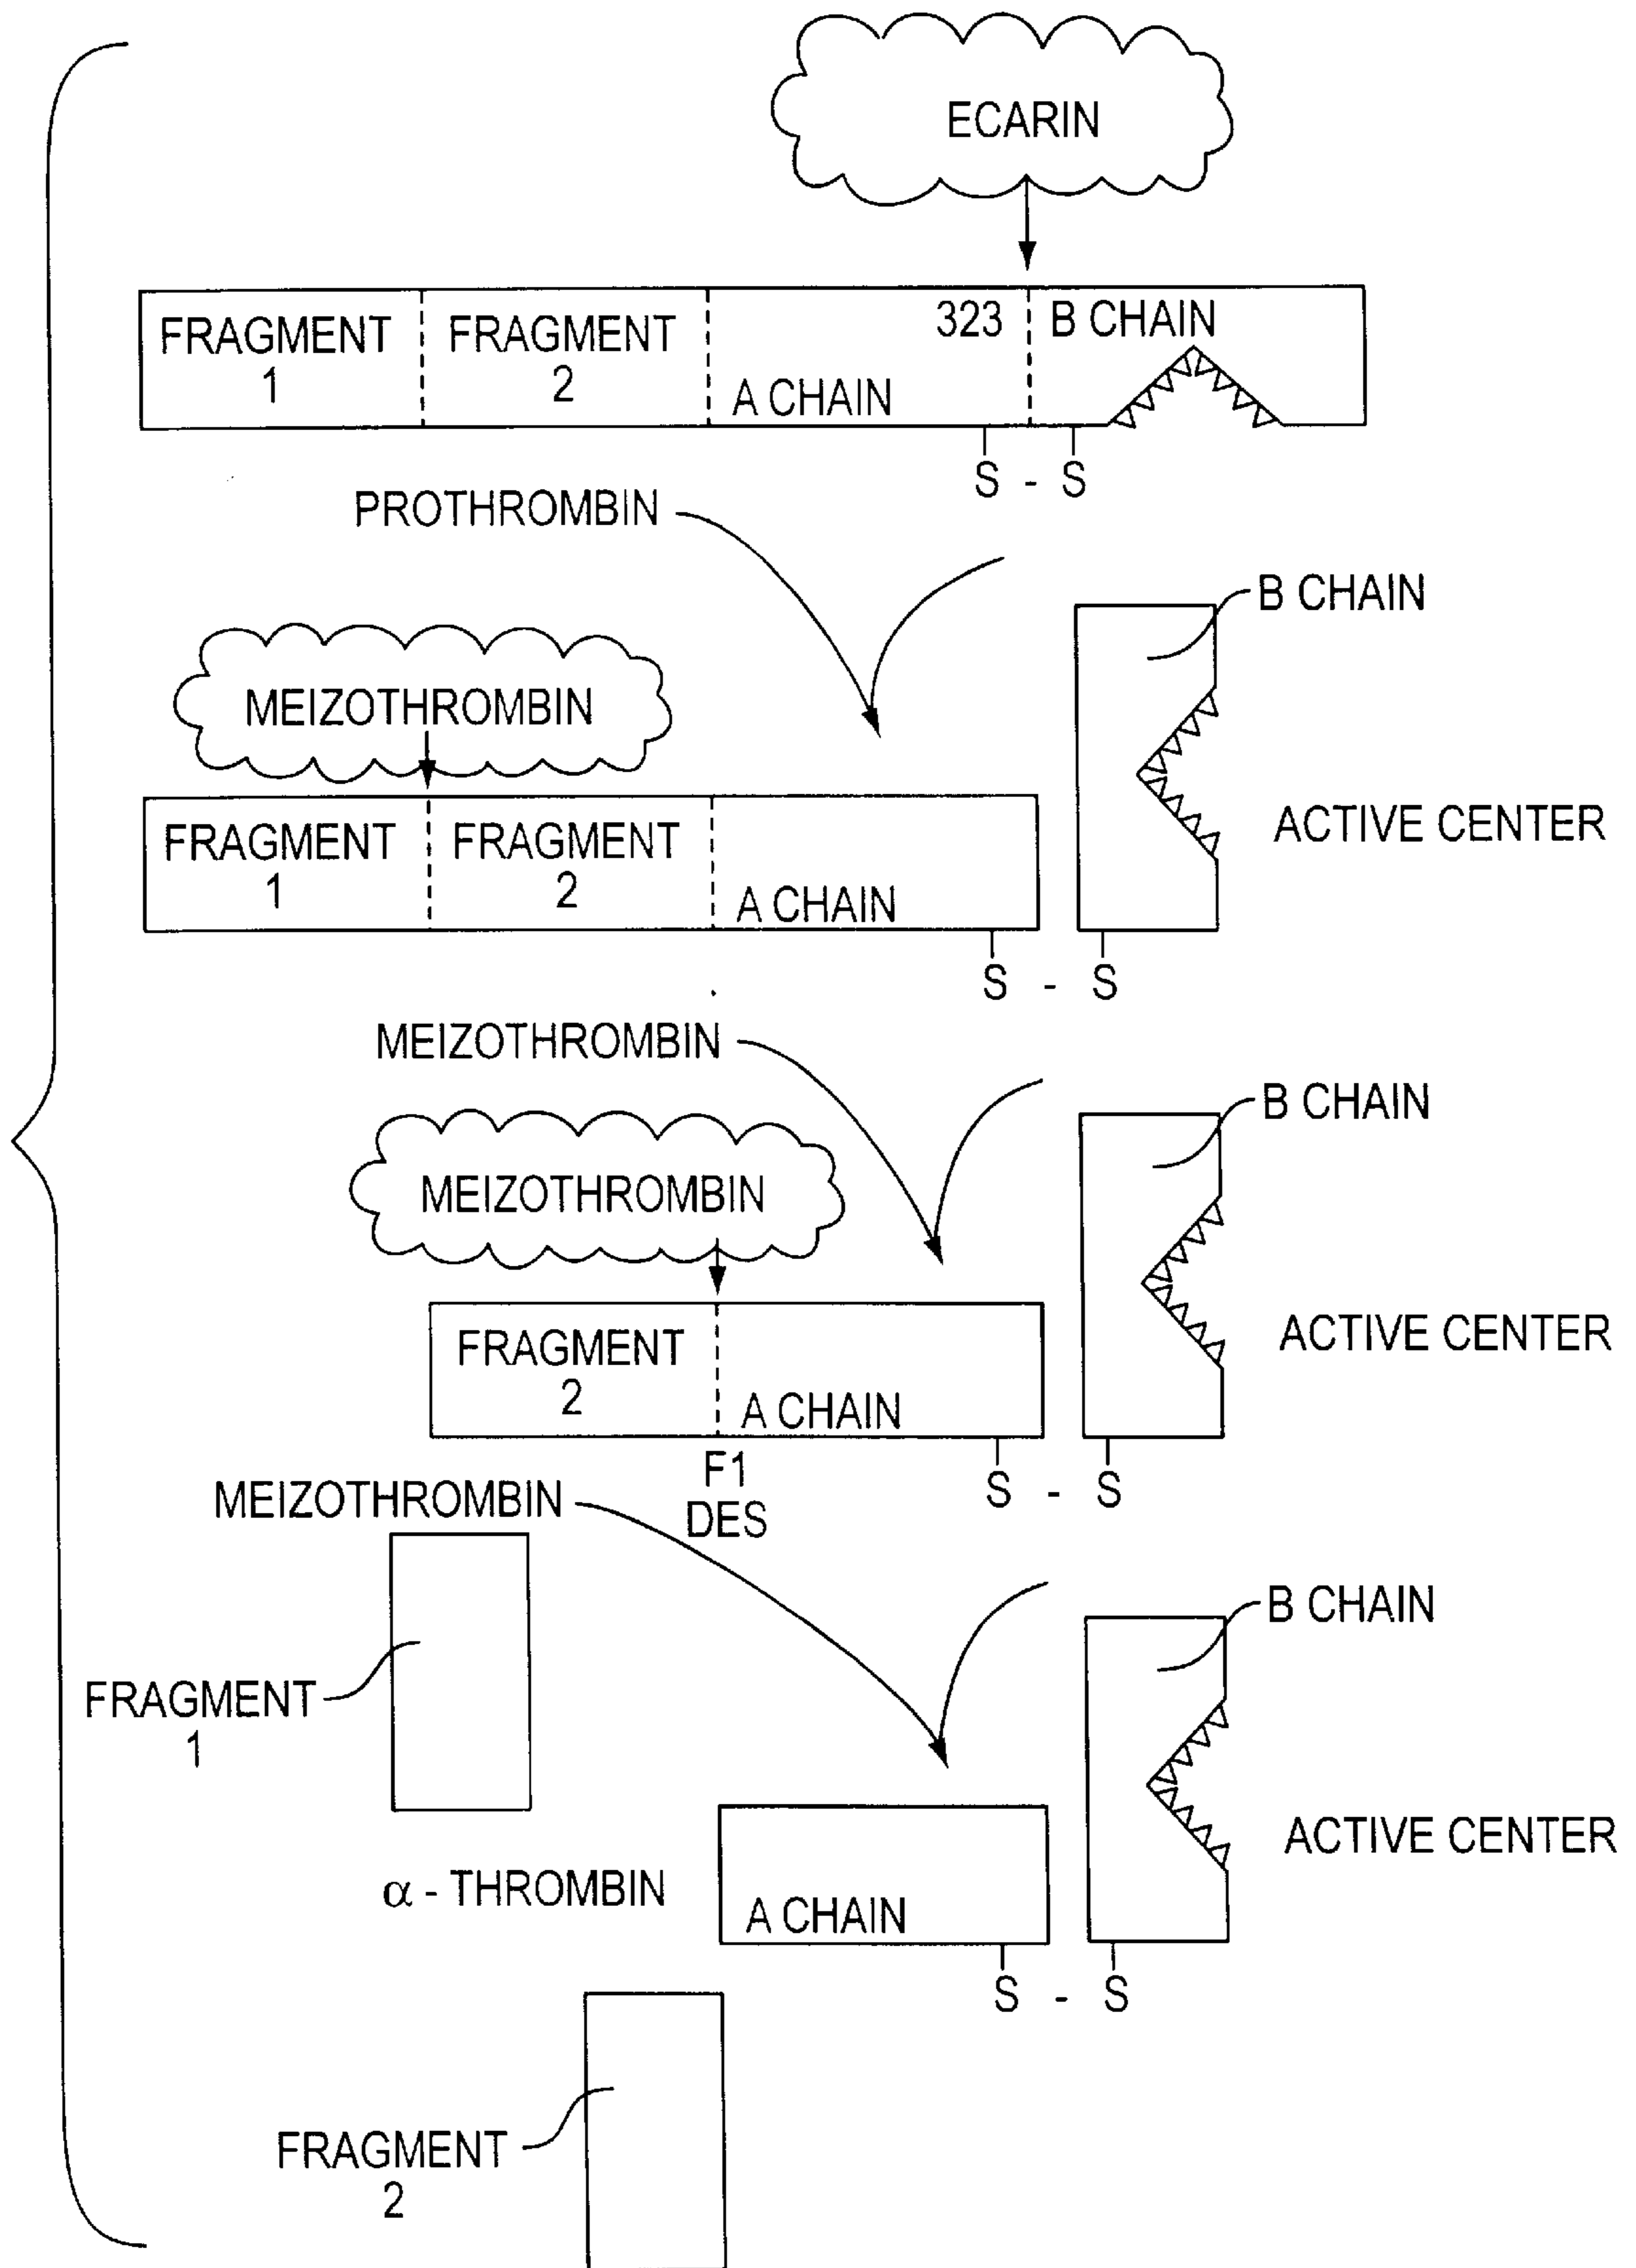 ECARIN
323 B CHAIN
FRAGMENT
1
FRAGMENT
2
A CHAIN
S - S
PROTHROMBIN
B CHAIN
MEIZOTHROMBIN
FRAGMENT
1
FRAGMENT
2
A CHAIN
ACTIVE CENTER
S - S
MEIZOTHROMBIN
B CHAIN
MEIZOTHROMBIN
FRAGMENT
2
A CHAIN
ACTIVE CENTER
S - S
MEIZOTHROMBIN
F1
DES
B CHAIN
FRAGMENT
1
α - THROMBIN
A CHAIN
ACTIVE CENTER
S - S
FRAGMENT
2